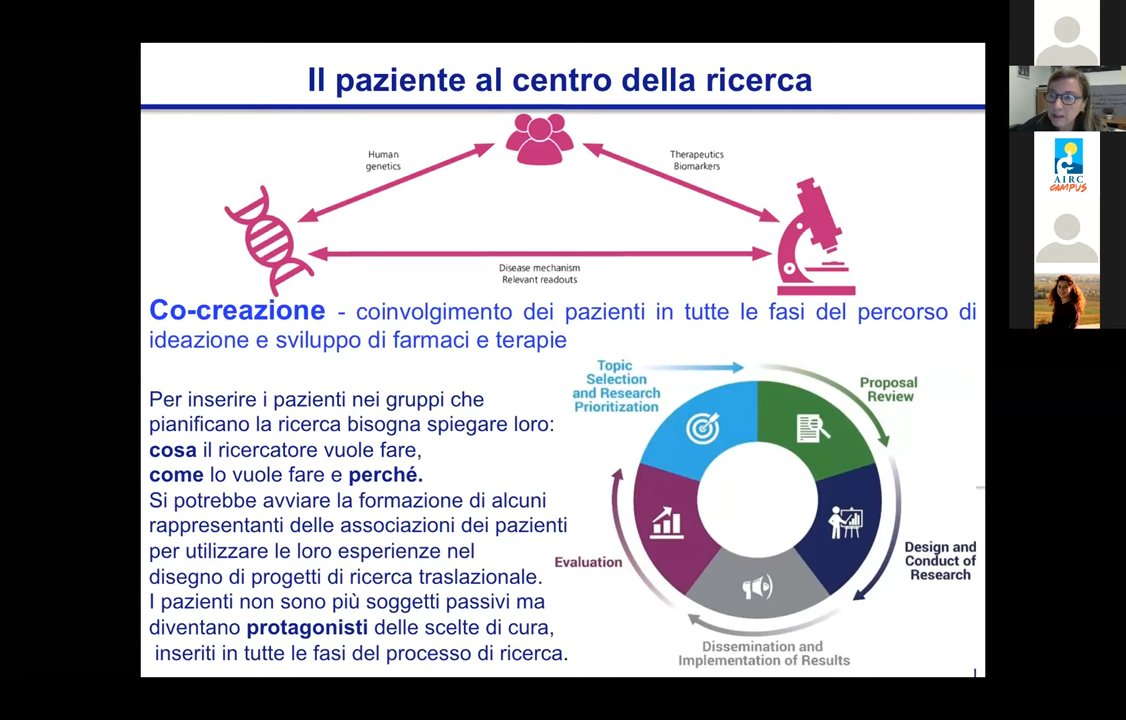 Il paziente al centro della ricerca
Human
genetics
Therapeutics
Biomarkers
Disease mechanism
Relevant readouts
Co-creazione - coinvolgimento dei pazienti in tutte le fasi del percorso di
ideazione e sviluppo di farmaci e terapie
Per inserire i pazienti nei gruppi che
pianificano la ricerca bisogna spiegare loro:
cosa il ricercatore vuole fare,
come lo vuole fare e perché.
Si potrebbe avviare la formazione di alcuni
rappresentanti delle associazioni dei pazienti
per utilizzare le loro esperienze nel
disegno di progetti di ricerca traslazionale.
I pazienti non sono più soggetti passivi ma
diventano protagonisti delle scelte di cura,
inseriti in tutte le fasi del processo di ricerca.
Topic
Selection
and Research
Prioritization
Proposal
Review
Design and
Conduct of
Research
Dissemination and
Implementation of Results
Evaluation
AIRC
CAMPUS